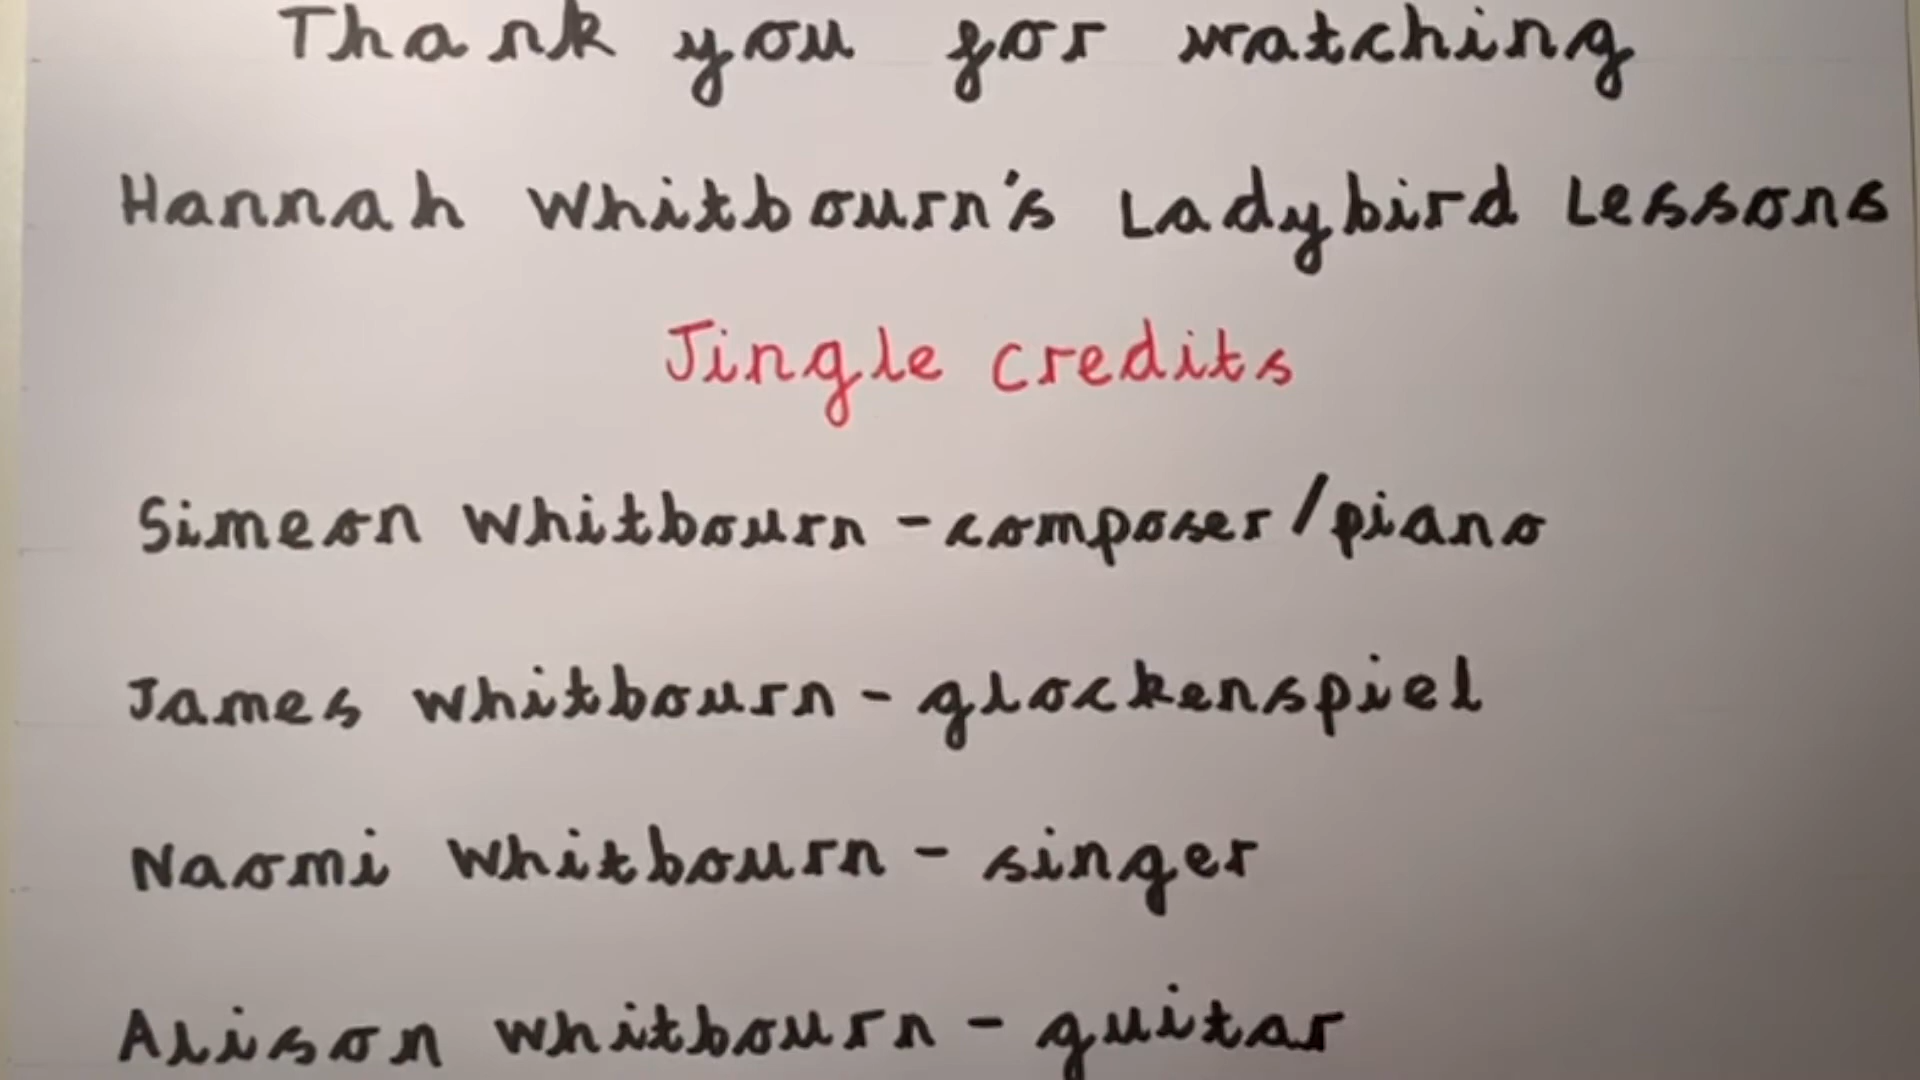 Thank you for watching
Hannah Whitbourn's Ladybird Lessons
Jingle credits
Simeon Whitbourn - composer/piano
James Whitbourn - glockenspiel
Naomi Whitbourn - singer
Alison Whitbourn - guitar